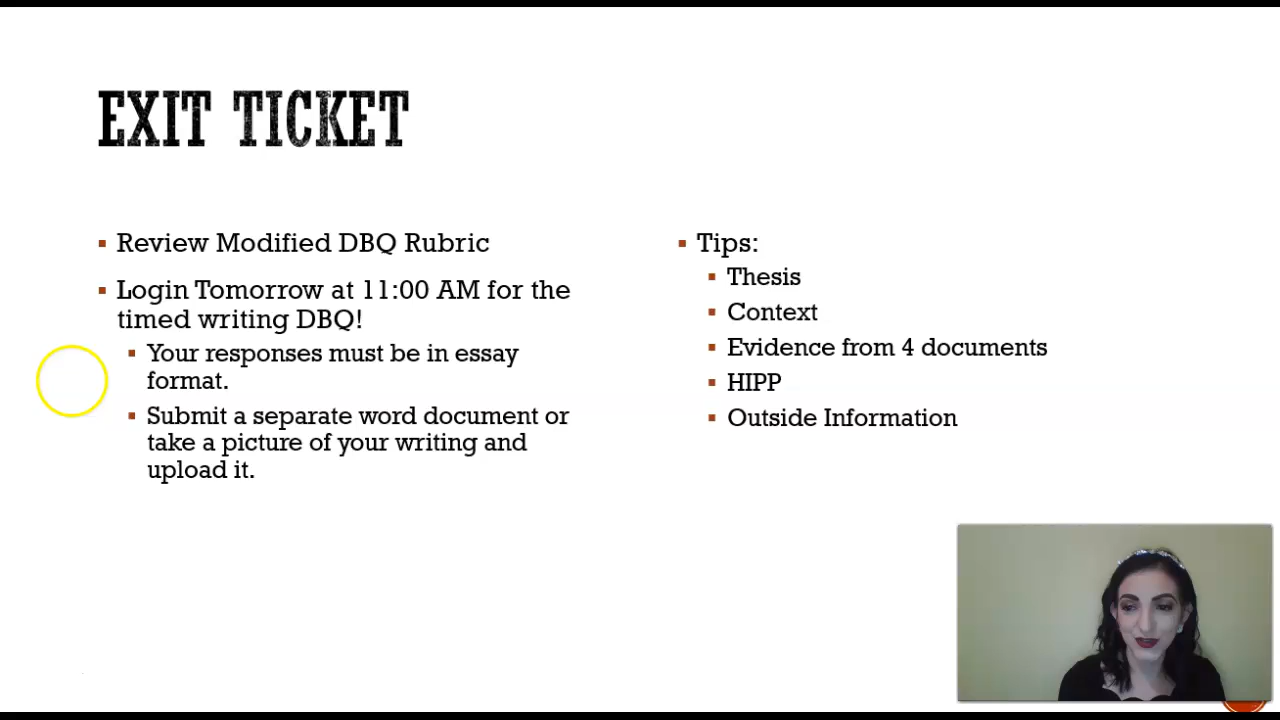 EXIT TICKET
Review Modified DBQ Rubric
Login Tomorrow at 11:00 AM for the
timed writing DBQ!
Your responses must be in essay
format.
Submit a separate word document or
take a picture of your writing and
upload it.
Tips:
Thesis
Context
Evidence from 4 documents
HIPP
Outside Information